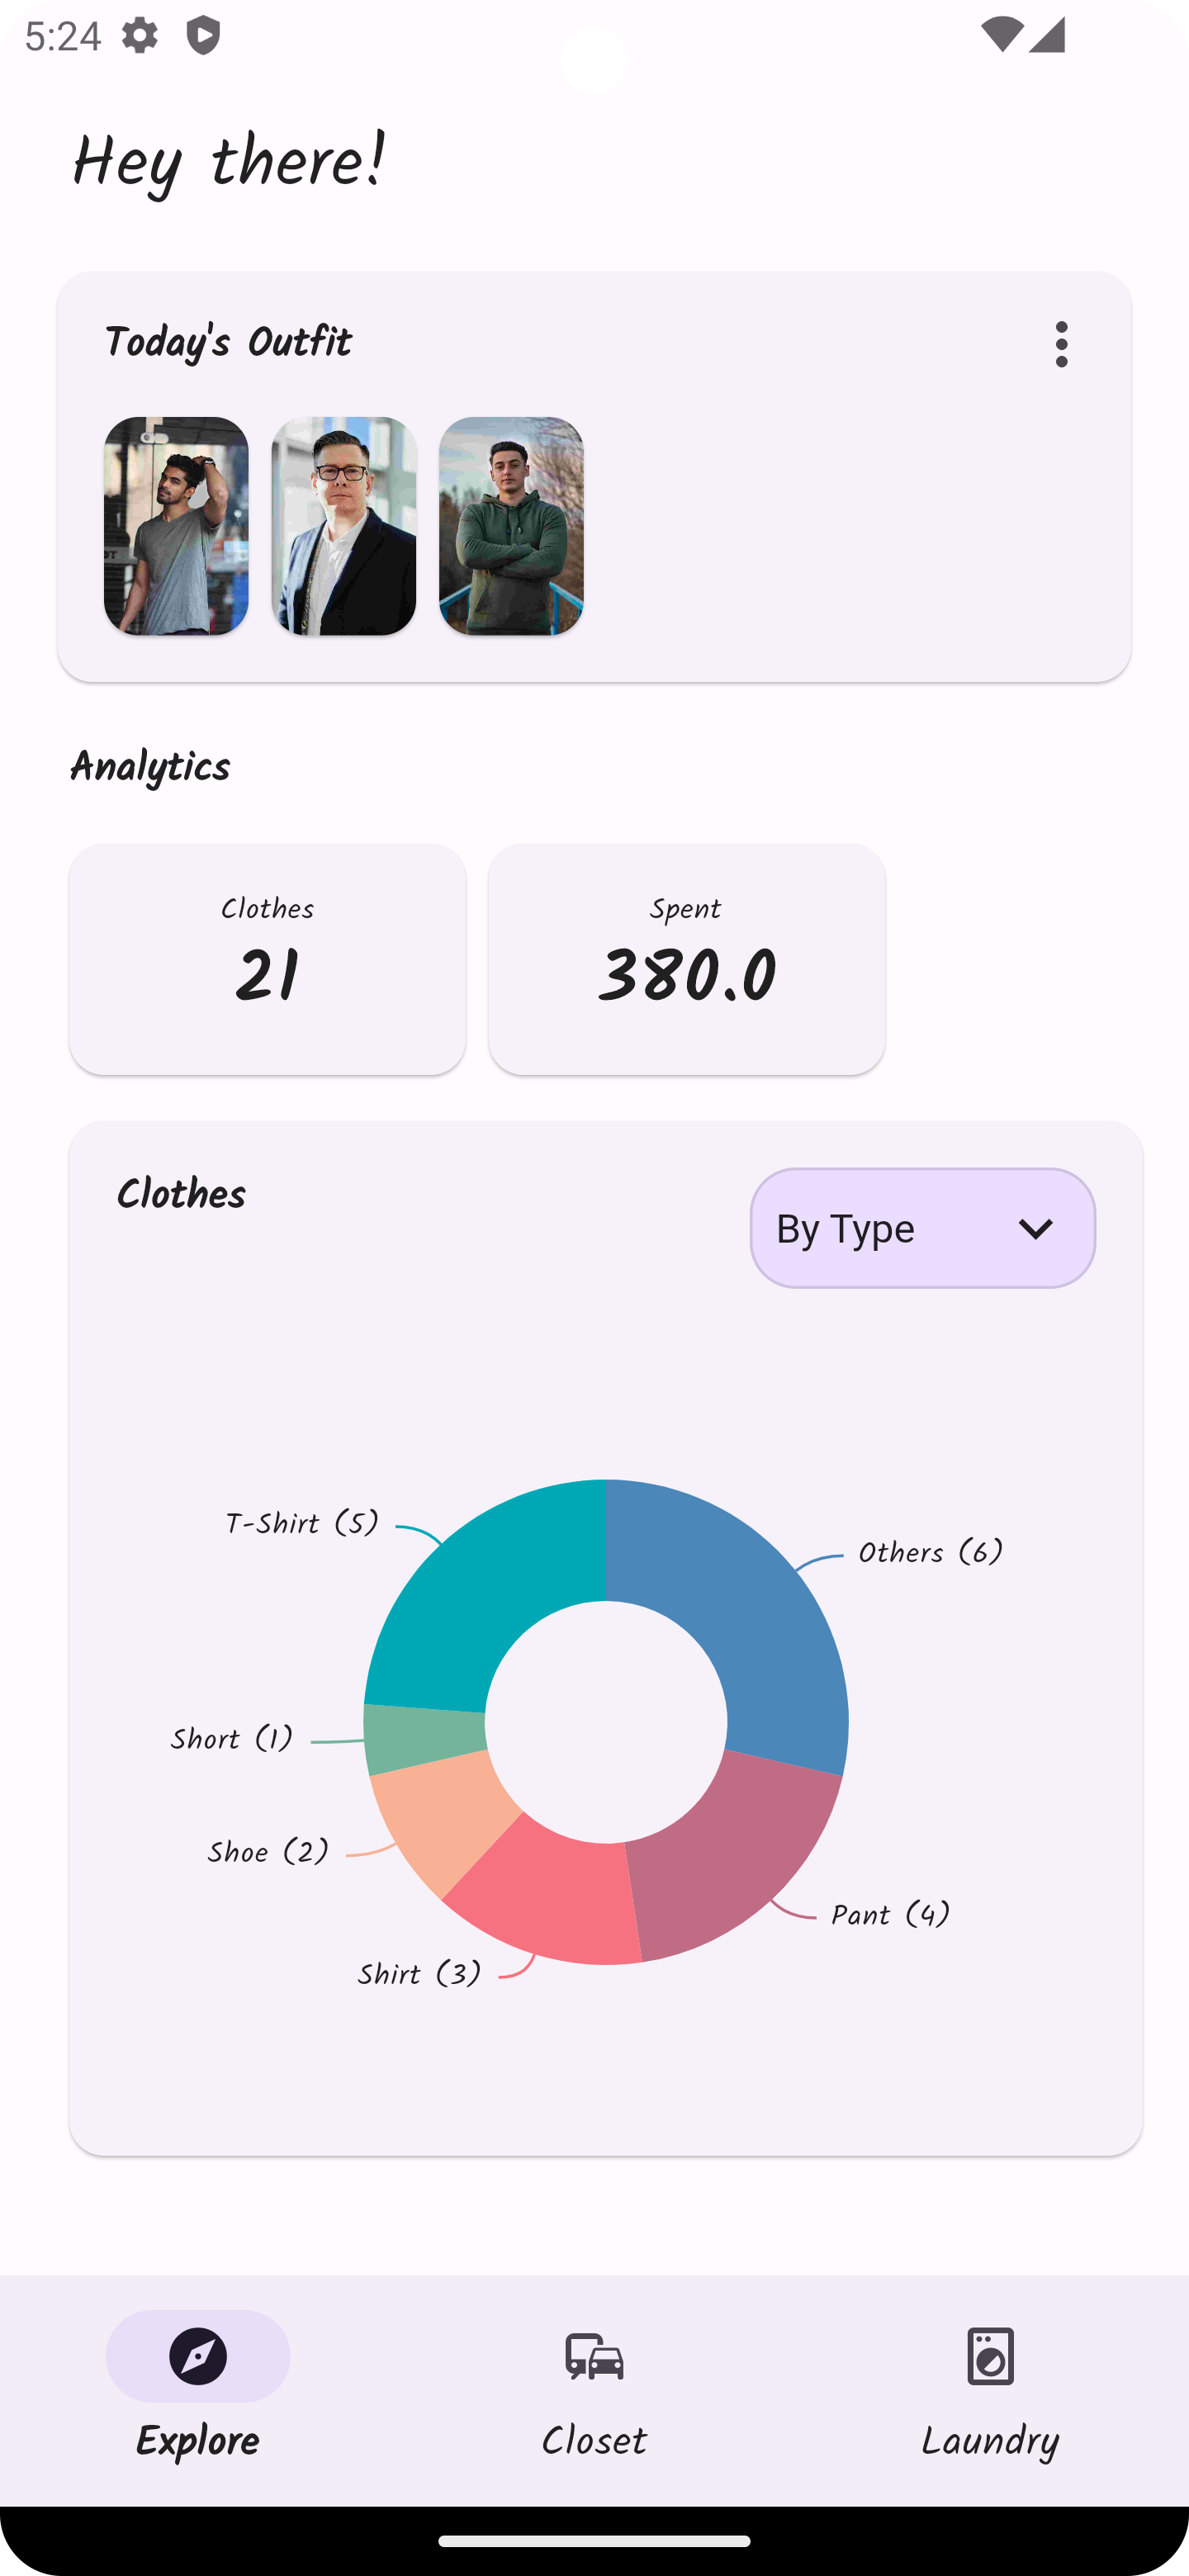 5:24
Hey there!
Today's Outfit
Analytics
Clothes
21
Spent
380.0
Clothes
By Type
T-Shirt (5)
Others (6)
Short (1)
Shoe (2)
Pant (4)
Shirt (3)
Explore
Closet
Laundry